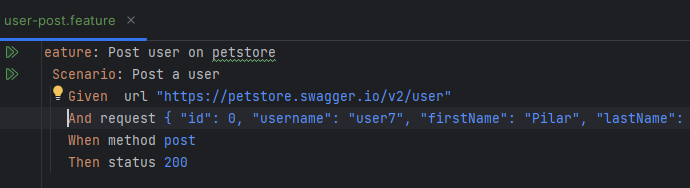 user-post.feature
eature: Post user on petstore
Scenario: Post a user
Given url "https://petstore.swagger.io/v2/user"
And request { "id": 0, "username": "user7", "firstName": "Pilar", "lastName":
When method post
Then status 200